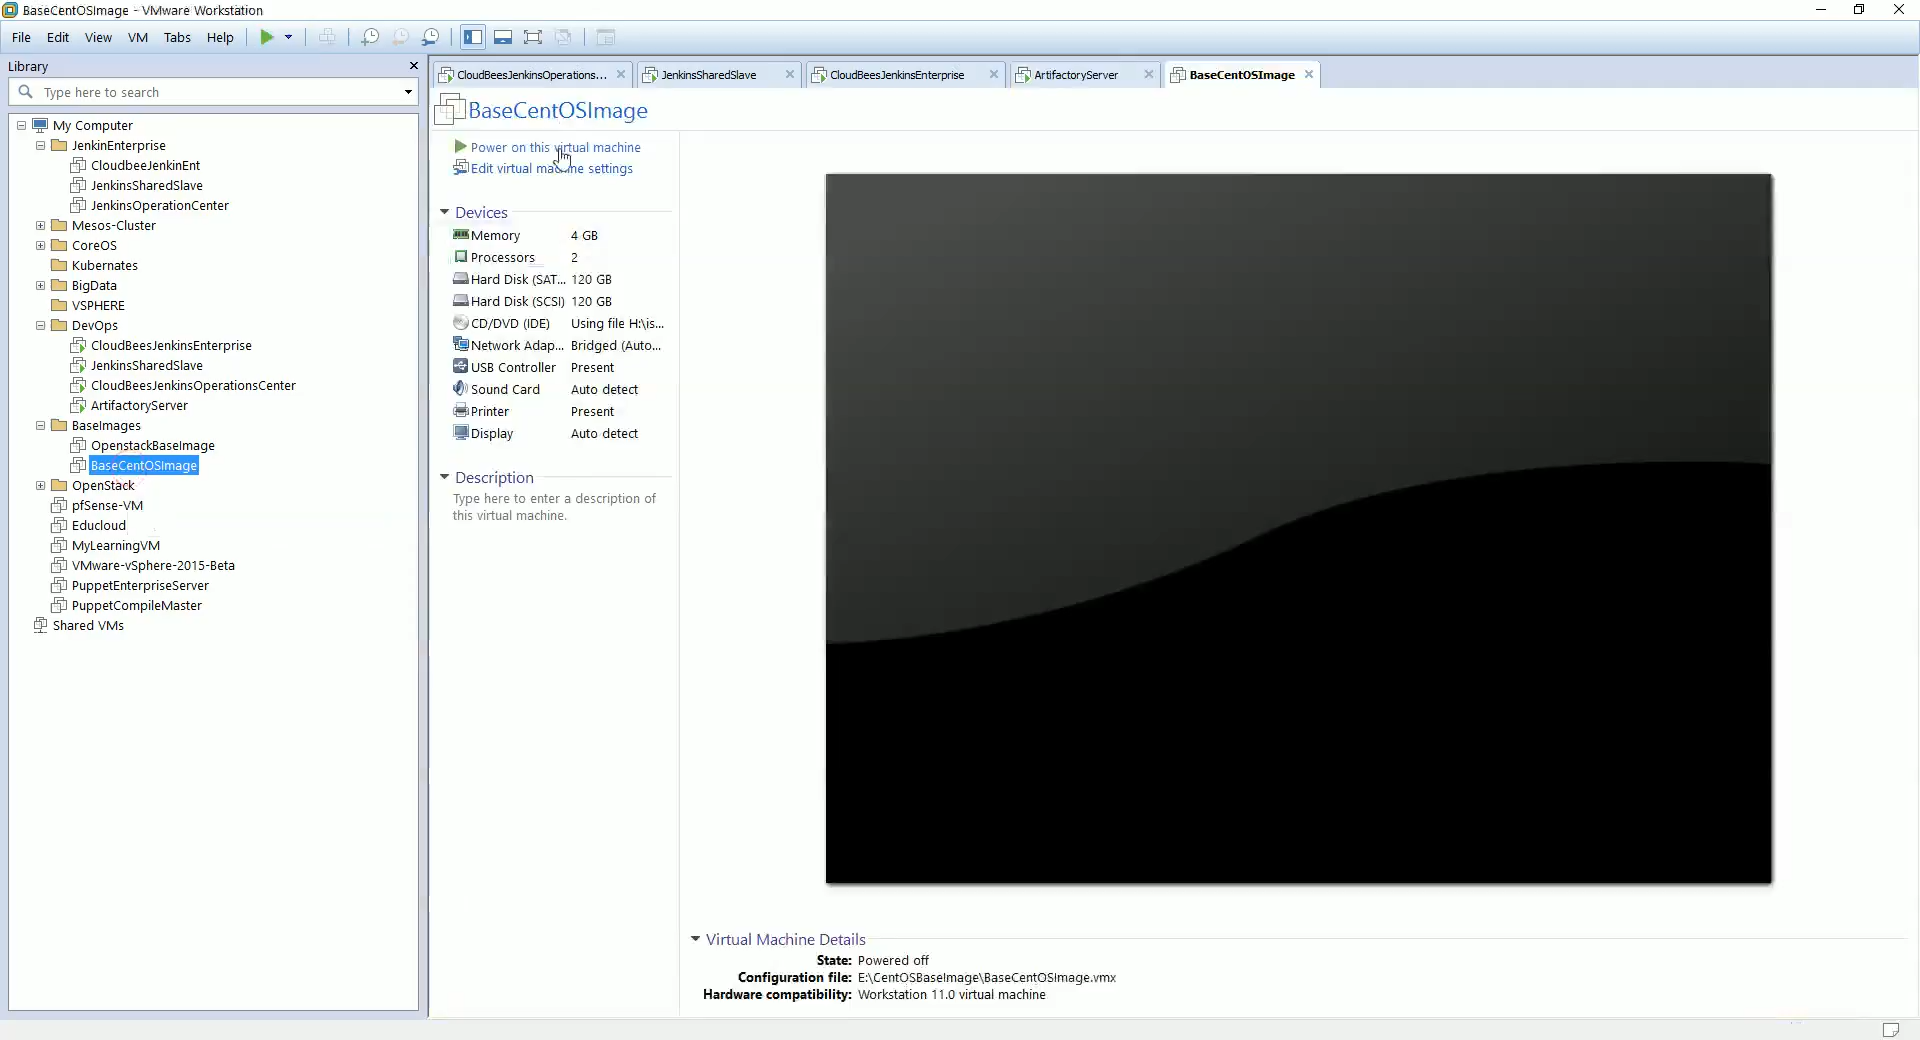 BaseCentOSImage - VMware Workstation
File Edit View VM Tabs Help
Library
Type here to search
My Computer
JenkinEnterprise
CloudbeeJenkinEnt
JenkinsSharedSlave
JenkinsOperationCenter
Mesos-Cluster
CoreOS
Kubernates
BigData
VSPHERE
DevOps
CloudBeesJenkinsEnterprise
JenkinsSharedSlave
CloudBeesJenkinsOperationsCenter
ArtifactoryServer
BaseImages
OpenstackBaseImage
BaseCentOSImage
OpenStack
pfSense-VM
Educloud
MyLearningVM
VMware-vSphere-2015-Beta
PuppetEnterpriseServer
PuppetCompileMaster
Shared VMs
CloudBeesJenkinsOperations... JenkinsSharedSlave CloudBeesJenkinsEnterprise ArtifactoryServer BaseCentOSImage
BaseCentOSImage
Power on this virtual machine
Edit virtual machine settings
Devices
Memory 4 GB
Processors 2
Hard Disk (SAT... 120 GB
Hard Disk (SCSI) 120 GB
CD/DVD (IDE) Using file H:\is...
Network Adap... Bridged (Auto...
USB Controller Present
Sound Card Auto detect
Printer Present
Display Auto detect
Description
Type here to enter a description of
this virtual machine.
Virtual Machine Details
State: Powered off
Configuration file: E:\CentOSBaseImage\BaseCentOSImage.vmx
Hardware compatibility: Workstation 11.0 virtual machine